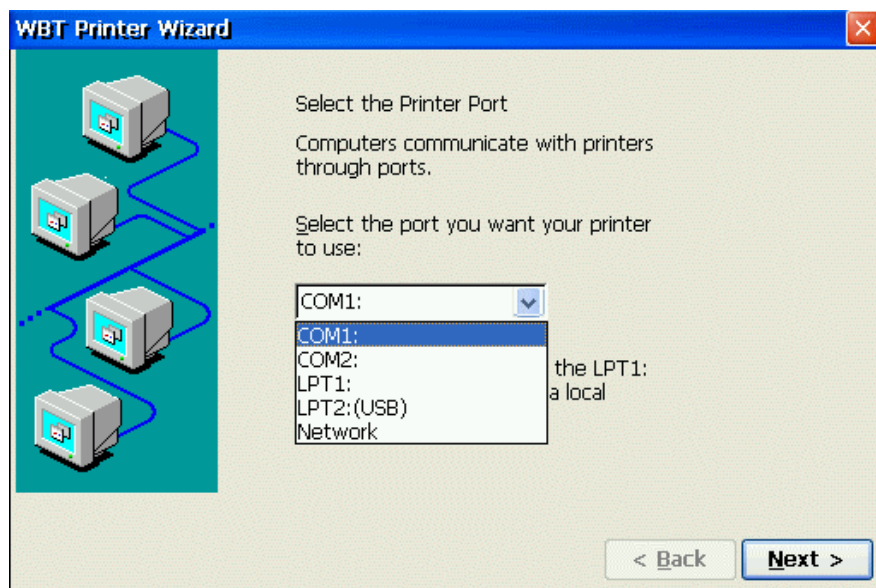 WBT Printer Wizard
Select the Printer Port
Computers communicate with printers
through ports.
Select the port you want your printer
to use:
COM1:
COM1:
COM2:
LPT1:
LPT2:(USB)
Network
the LPT1:
a local
< Back
Next >